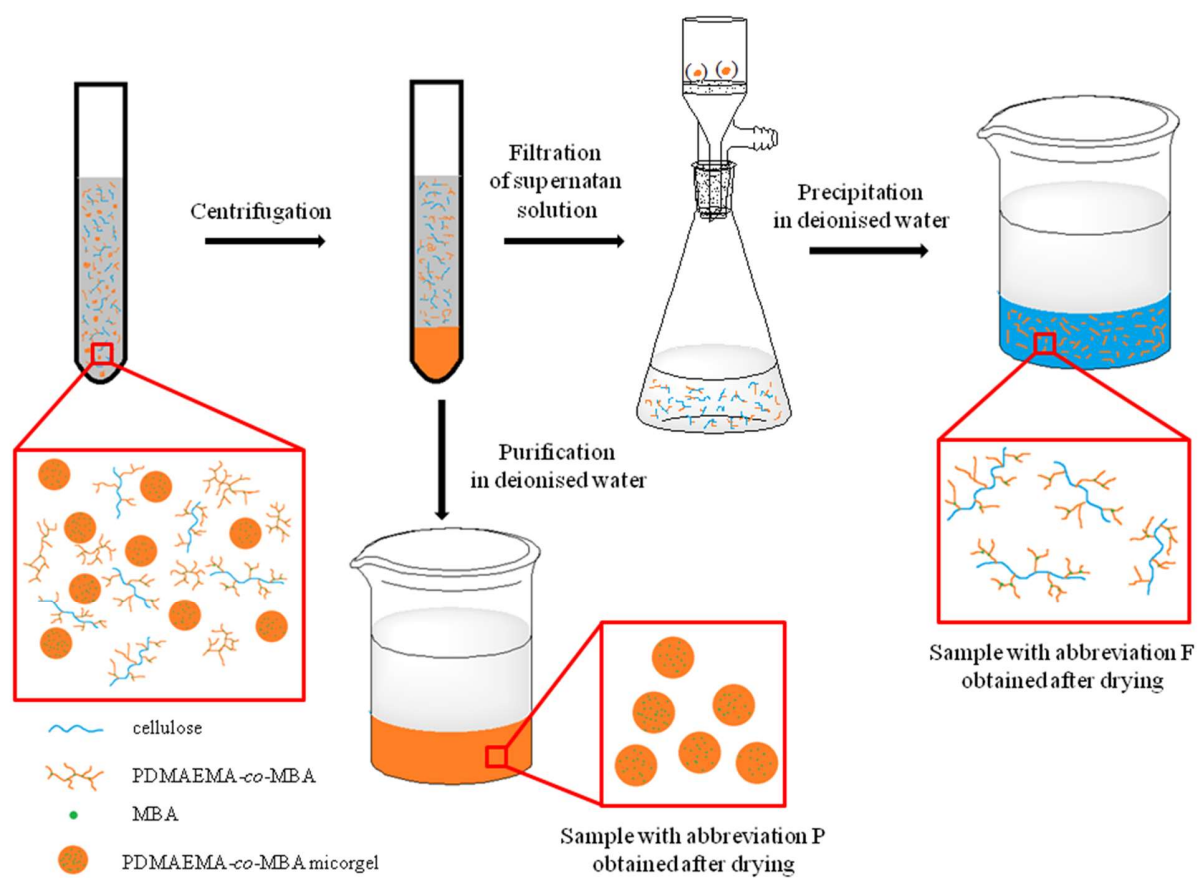 Centrifugation
Filtration
of supernatan
solution
Precipitation
in deionised water
Purification
in deionised water
Sample with abbreviation F
obtained after drying
cellulose
PDMAEMA-co-MBA
MBA
PDMAEMA-co-MBA micorgel
Sample with abbreviation P
obtained after drying